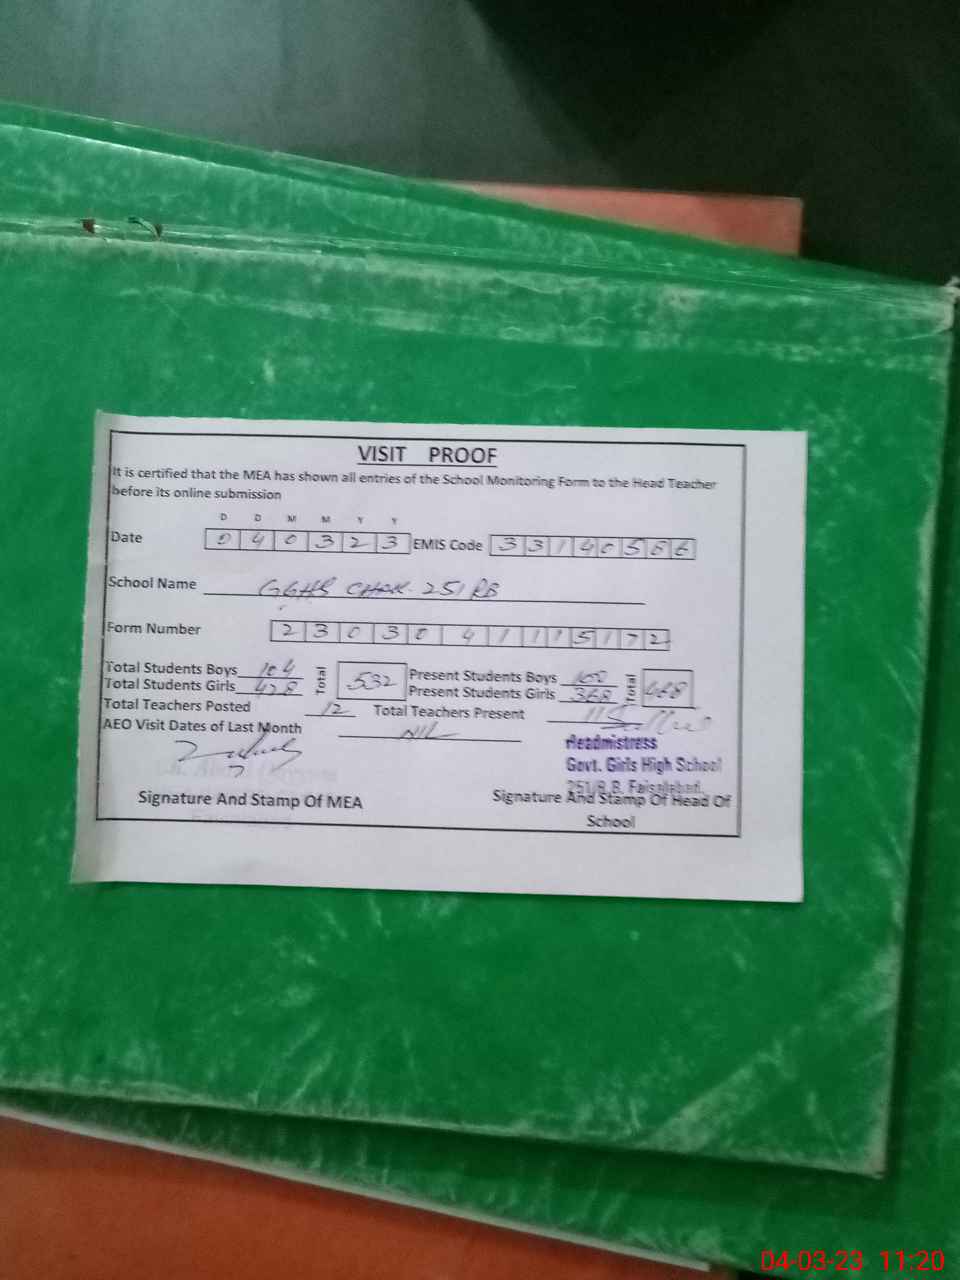 VISIT PROOF
It is certified that the MEA has shown all entries of the School Monitoring Form to the Head Teacher
before its online submission
D D M M Y Y
Date 0 4 0 3 2 3 EMIS Code 3 3 1 4 0 5 6 6
School Name GGHS CHAK 251 RB
Form Number 2 3 0 3 0 4 1 1 1 5 1 7 2
Total Students Boys 104 Total 532 Present Students Boys 100 Total 468
Total Students Girls 428 Present Students Girls 368
Total Teachers Posted 12 Total Teachers Present 11
AEO Visit Dates of Last Month Nil
Headmistress
Govt. Girls High School
251/R.B. Faisalabad.
Signature And Stamp Of MEA Signature And Stamp Of Head Of
School
04-03-23 11:20